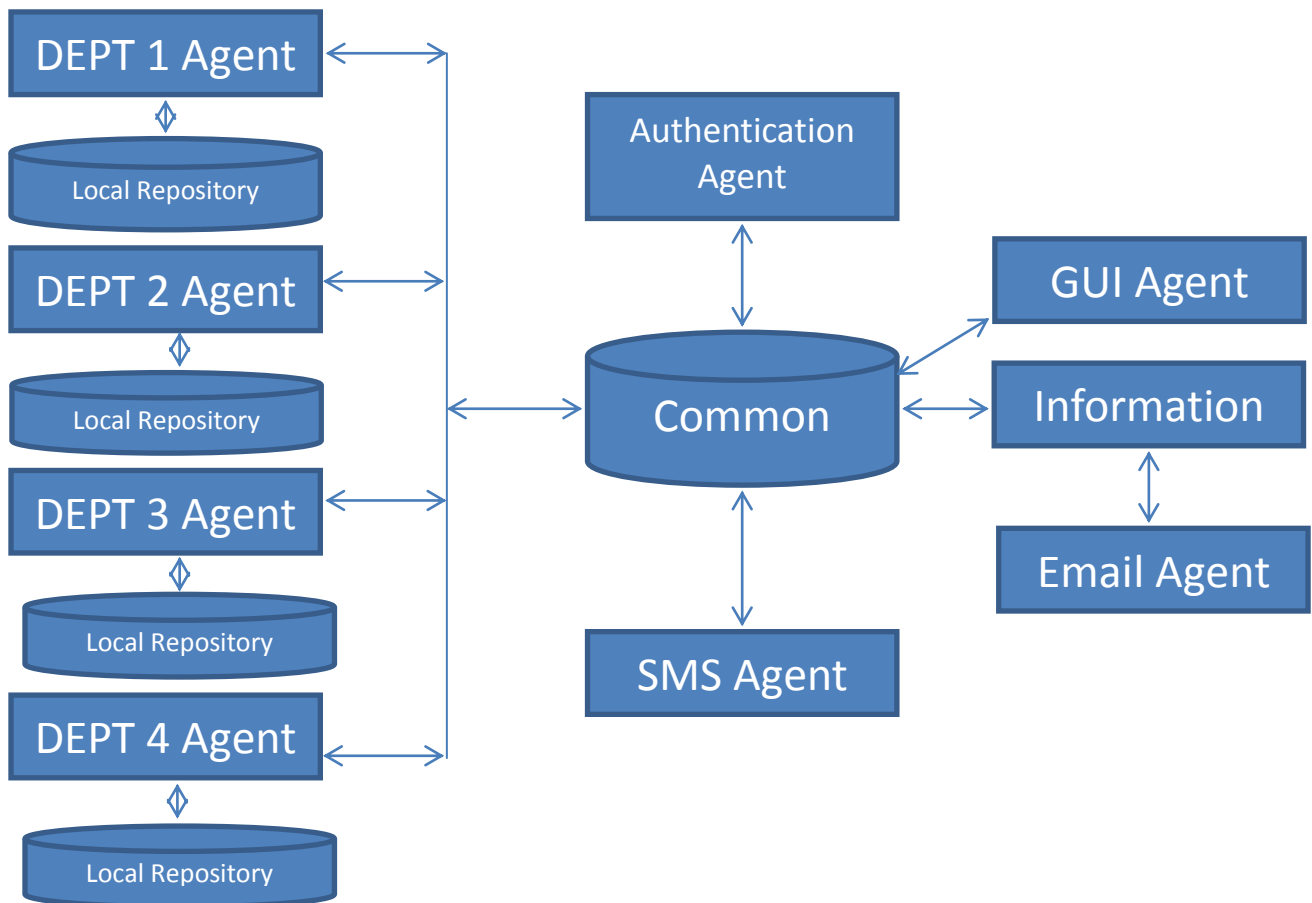 DEPT 1 Agent
Local Repository
DEPT 2 Agent
Local Repository
DEPT 3 Agent
Local Repository
DEPT 4 Agent
Local Repository
Authentication
Agent
Common
SMS Agent
GUI Agent
Information
Email Agent